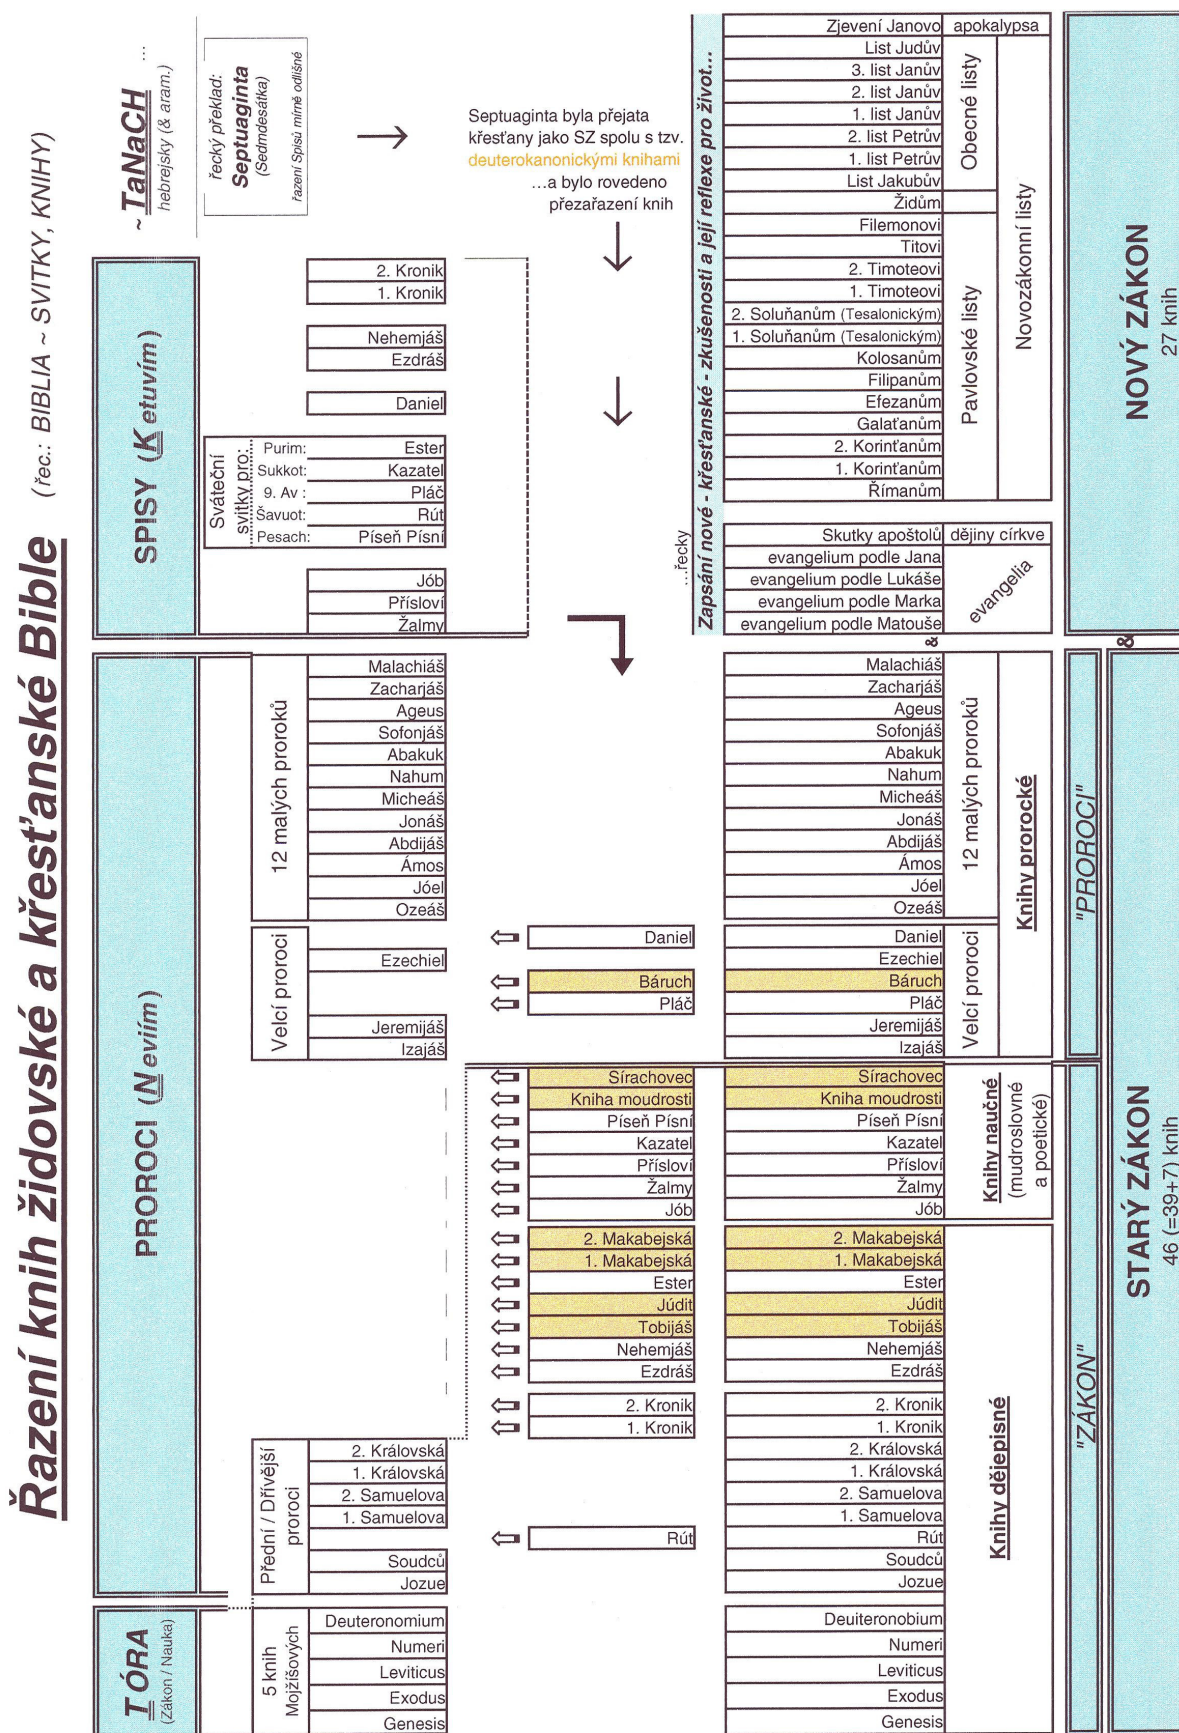 Řazení knih židovské a křesťanské Bible
(řec.: BIBLIA ~ SVITKY, KNIHY)
T ÓRA
(Zákon / Nauka)
PROROCI (Neviím)
SPISY (Ketuvím)
~ TaNaCH ...
hebrejsky (& aram.)
řecký překlad:
Septuaginta
(Sedmdesátka)
řazení Spisů mírně odlišné
Septuaginta byla přejata
křesťany jako SZ spolu s tzv.
deuterokanonickými knihami
...a bylo rovedeno
přezařazení knih
2. Kronik
1. Kronik
Nehemjáš
Ezdráš
Daniel
Sváteční
svitky pro:
Purim:
Ester
Sukkot:
Kazatel
9. Av :
Pláč
Šavuot:
Rút
Pesach:
Píseň Písní
Jób
Přísloví
Žalmy
12 malých proroků
Malachiáš
Zacharjáš
Ageus
Sofonjáš
Abakuk
Nahum
Micheáš
Jonáš
Abdijáš
Ámos
Jóel
Ozeáš
Velcí proroci
Ezechiel
Jeremijáš
Izajáš
Přední / Dřívější
proroci
2. Královská
1. Královská
2. Samuelova
1. Samuelova
Soudců
Jozue
5 knih
Mojžíšových
Deuteronomium
Numeri
Leviticus
Exodus
Genesis
Daniel
Báruch
Pláč
Sírachovec
Kniha moudrosti
Píseň Písní
Kazatel
Přísloví
Žalmy
Jób
2. Makabejská
1. Makabejská
Ester
Júdit
Tobijáš
Nehemjáš
Ezdráš
2. Kronik
1. Kronik
Rút
...řecky
Zapsání nové - křesťanské - zkušenosti a její reflexe pro život...
Zjevení Janovo
apokalypsa
List Judův
3. list Janův
2. list Janův
1. list Janův
2. list Petrův
1. list Petrův
List Jakubův
Obecné listy
Židům
Filemonovi
Titovi
2. Timoteovi
1. Timoteovi
2. Soluňanům (Tesalonickým)
1. Soluňanům (Tesalonickým)
Kolosanům
Filipanům
Efezanům
Galaťanům
2. Korinťanům
1. Korinťanům
Římanům
Pavlovské listy
Novozákonní listy
Skutky apoštolů
dějiny církve
evangelium podle Jana
evangelium podle Lukáše
evangelium podle Marka
evangelium podle Matouše
evangelia
&
Malachiáš
Zacharjáš
Ageus
Sofonjáš
Abakuk
Nahum
Micheáš
Jonáš
Abdijáš
Ámos
Jóel
Ozeáš
12 malých proroků
Daniel
Ezechiel
Báruch
Pláč
Jeremijáš
Izajáš
Velcí proroci
Knihy prorocké
Sírachovec
Kniha moudrosti
Píseň Písní
Kazatel
Přísloví
Žalmy
Jób
Knihy naučné
(mudroslovné
a poetické)
2. Makabejská
1. Makabejská
Ester
Júdit
Tobijáš
Nehemjáš
Ezdráš
2. Kronik
1. Kronik
2. Královská
1. Královská
2. Samuelova
1. Samuelova
Rút
Soudců
Jozue
Knihy dějepisné
Deuiteronobium
Numeri
Leviticus
Exodus
Genesis
"ZÁKON"
"PROROCI"
STARÝ ZÁKON
46 (=39+7) knih
&
NOVÝ ZÁKON
27 knih